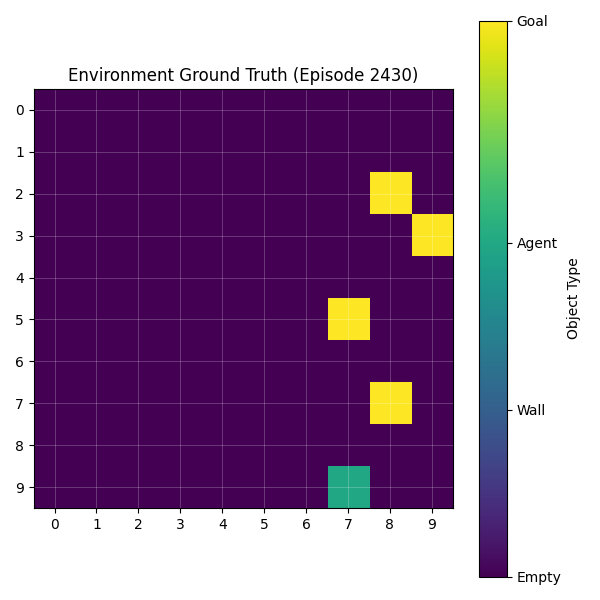 Environment Ground Truth (Episode 2430)
0
1
2
3
4
5
6
7
8
9
0 1 2 3 4 5 6 7 8 9
Goal
Agent
Wall
Empty
Object Type